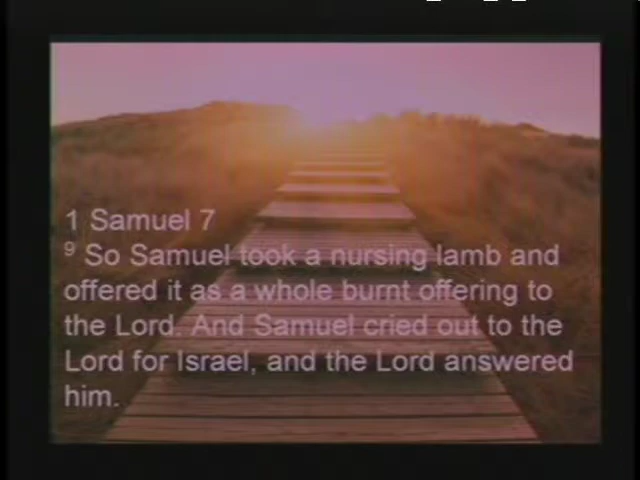 1 Samuel 7
9 So Samuel took a nursing lamb and
offered it as a whole burnt offering to
the Lord. And Samuel cried out to the
Lord for Israel, and the Lord answered
him.